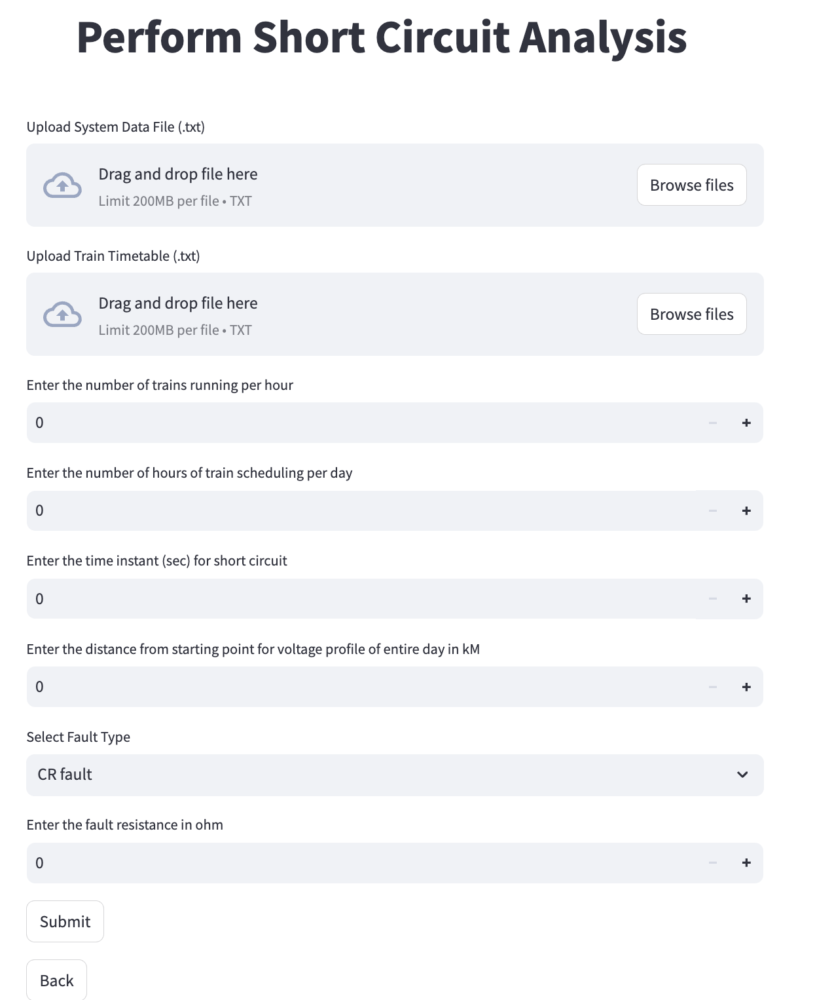 Perform Short Circuit Analysis
Upload System Data File (.txt)
Drag and drop file here
Limit 200MB per file • TXT
Browse files
Upload Train Timetable (.txt)
Drag and drop file here
Limit 200MB per file • TXT
Browse files
Enter the number of trains running per hour
0
Enter the number of hours of train scheduling per day
0
Enter the time instant (sec) for short circuit
0
Enter the distance from starting point for voltage profile of entire day in kM
0
Select Fault Type
CR fault
Enter the fault resistance in ohm
0
Submit
Back